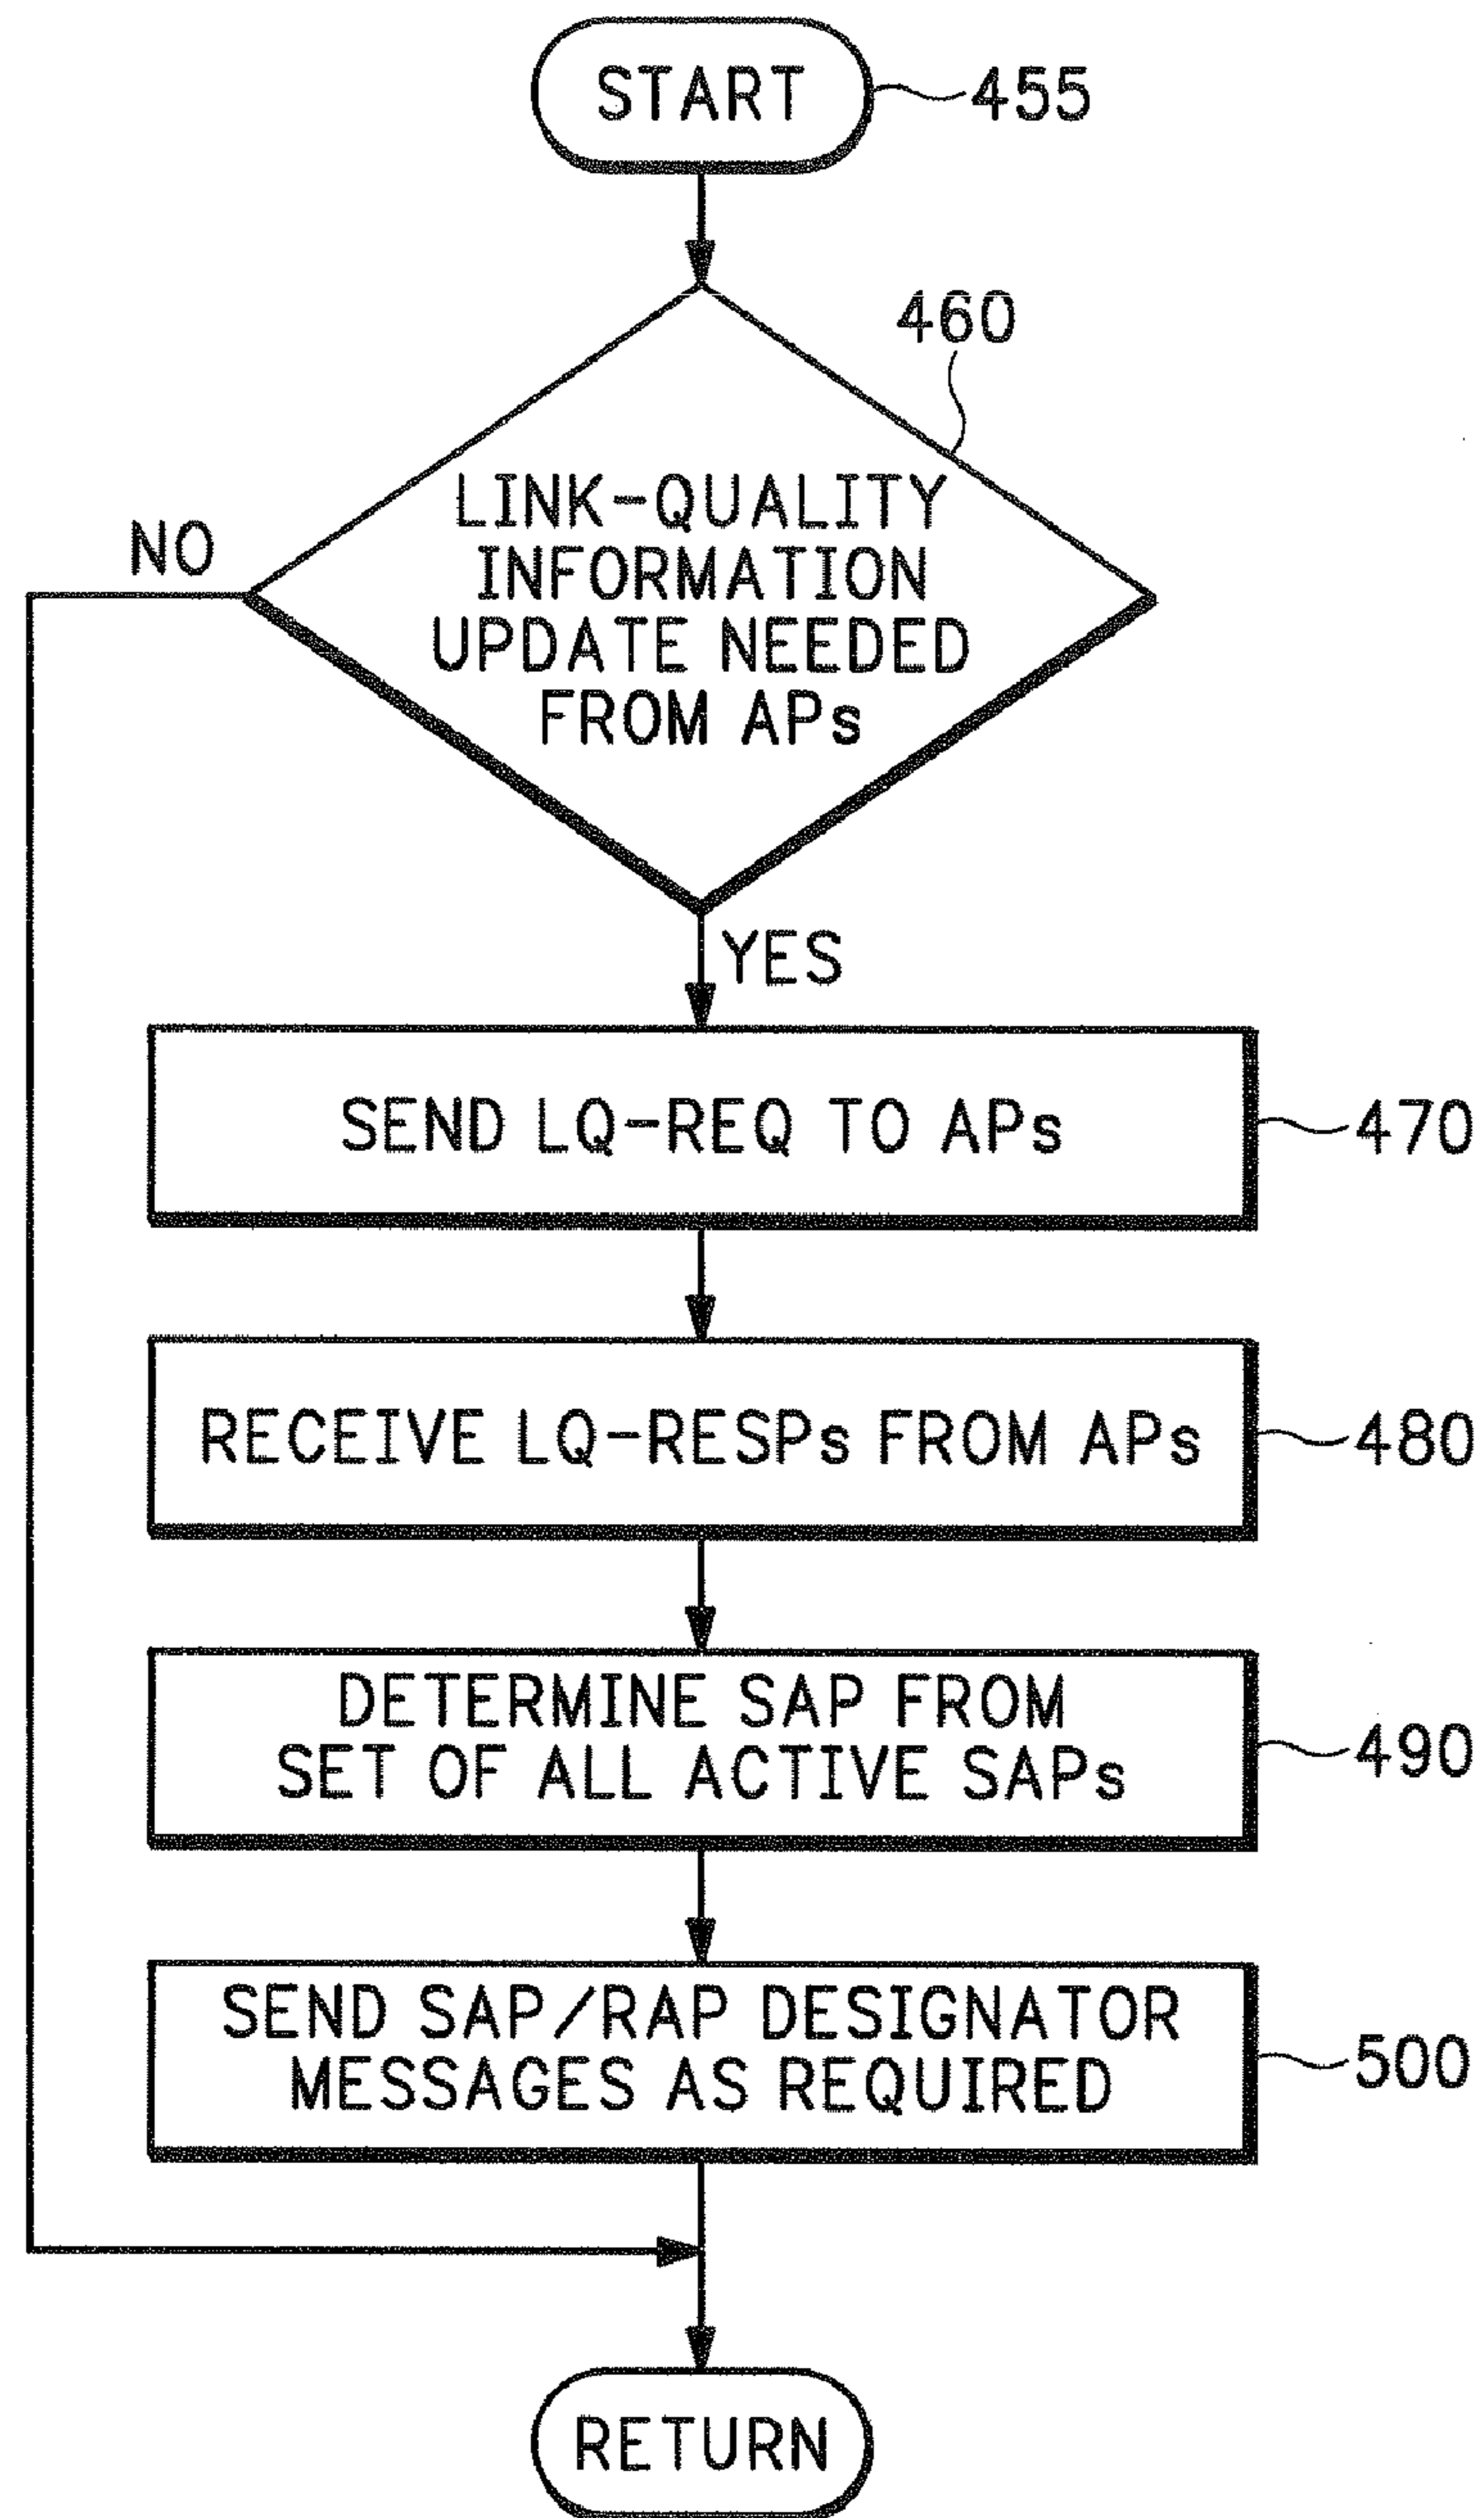 START
455
460
LINK-QUALITY
INFORMATION
UPDATE NEEDED
FROM APs
NO
YES
SEND LQ-REQ TO APs
470
RECEIVE LQ-RESPs FROM APs
480
DETERMINE SAP FROM
SET OF ALL ACTIVE SAPs
490
SEND SAP/RAP DESIGNATOR
MESSAGES AS REQUIRED
500
RETURN